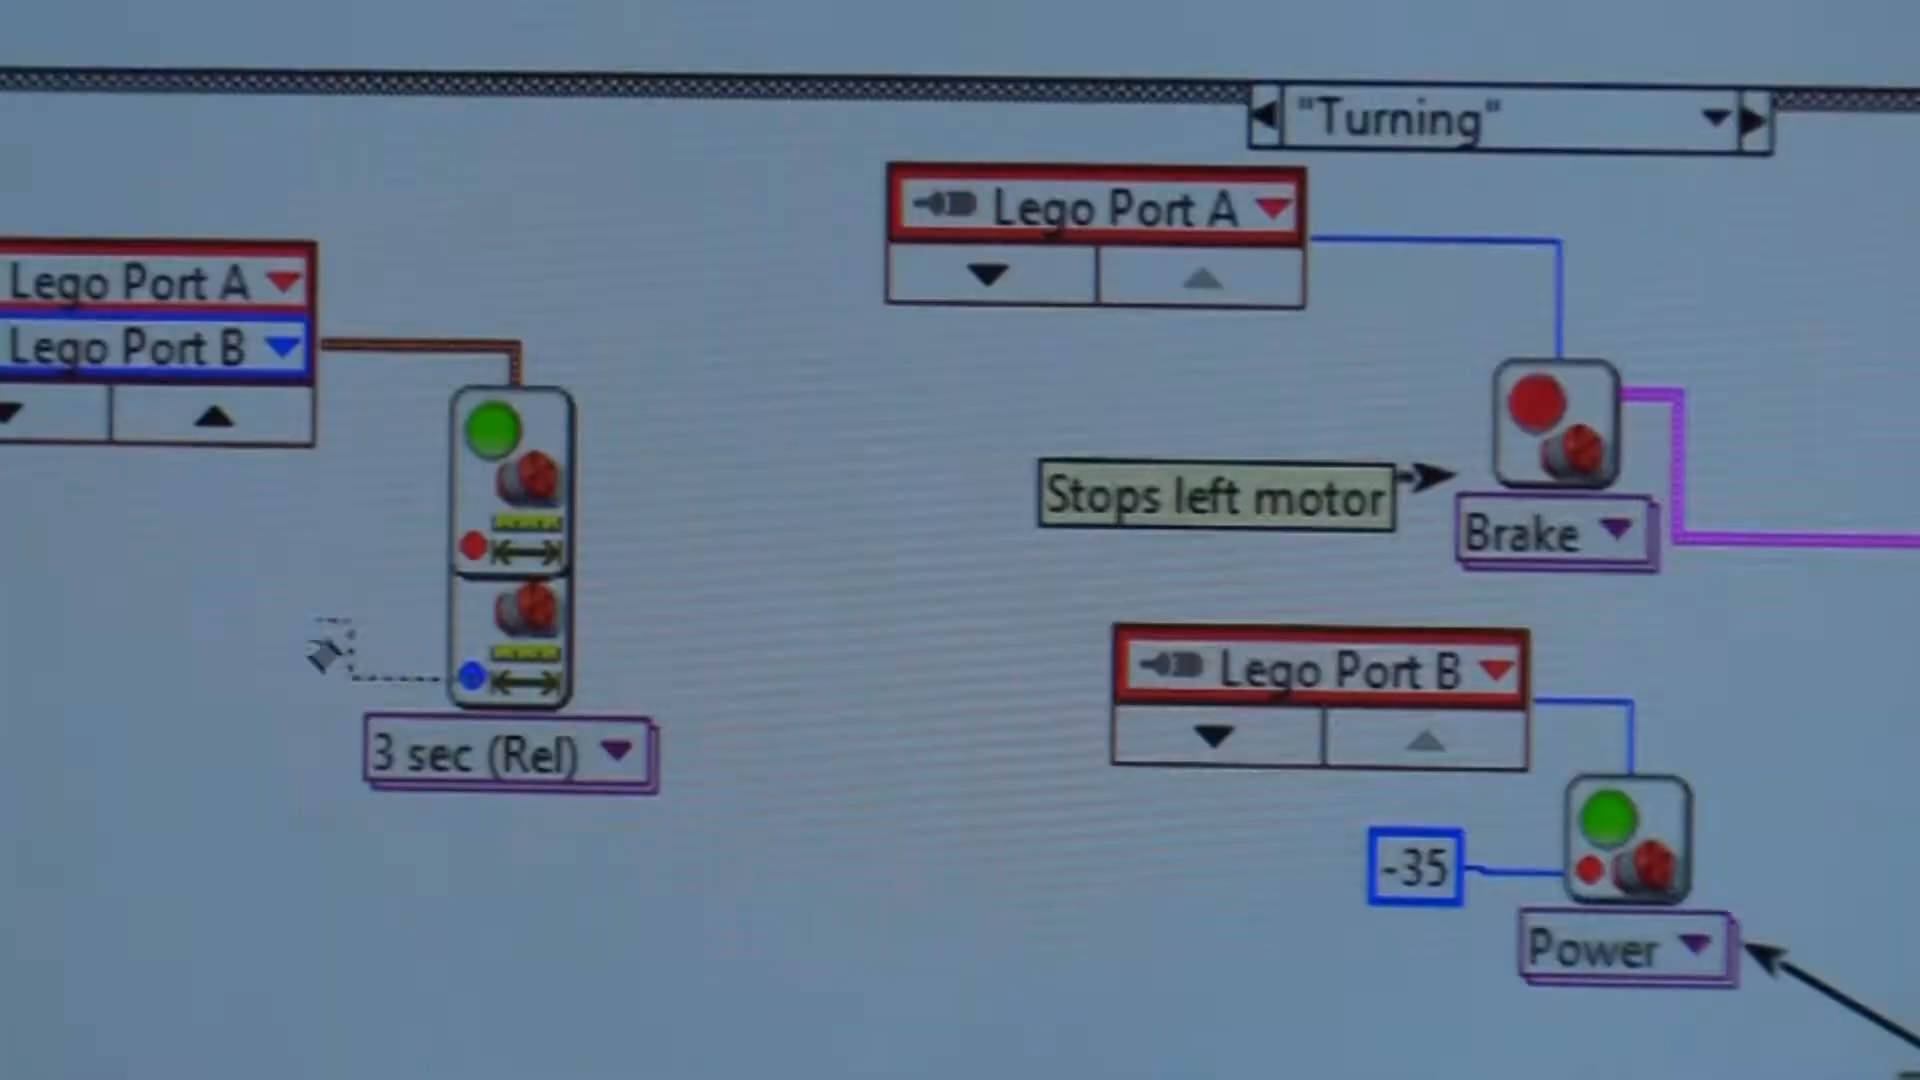 "Turning"
Lego Port A
Lego Port A
Lego Port B
Stops left motor
Brake
Lego Port B
3 sec (Rel)
-35
Power